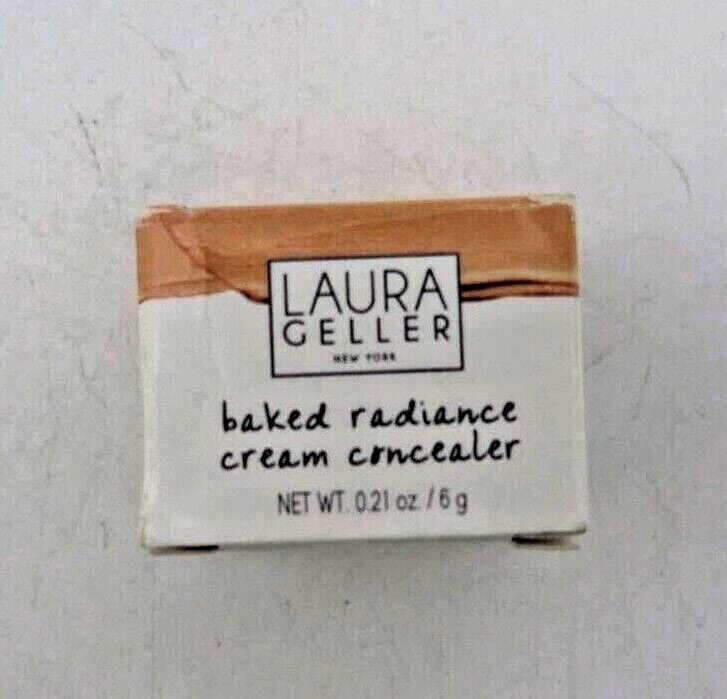 LAURA
GELLER
NEW YORK
baked radiance
cream concealer
NET WT. 0.21 oz. / 6 g